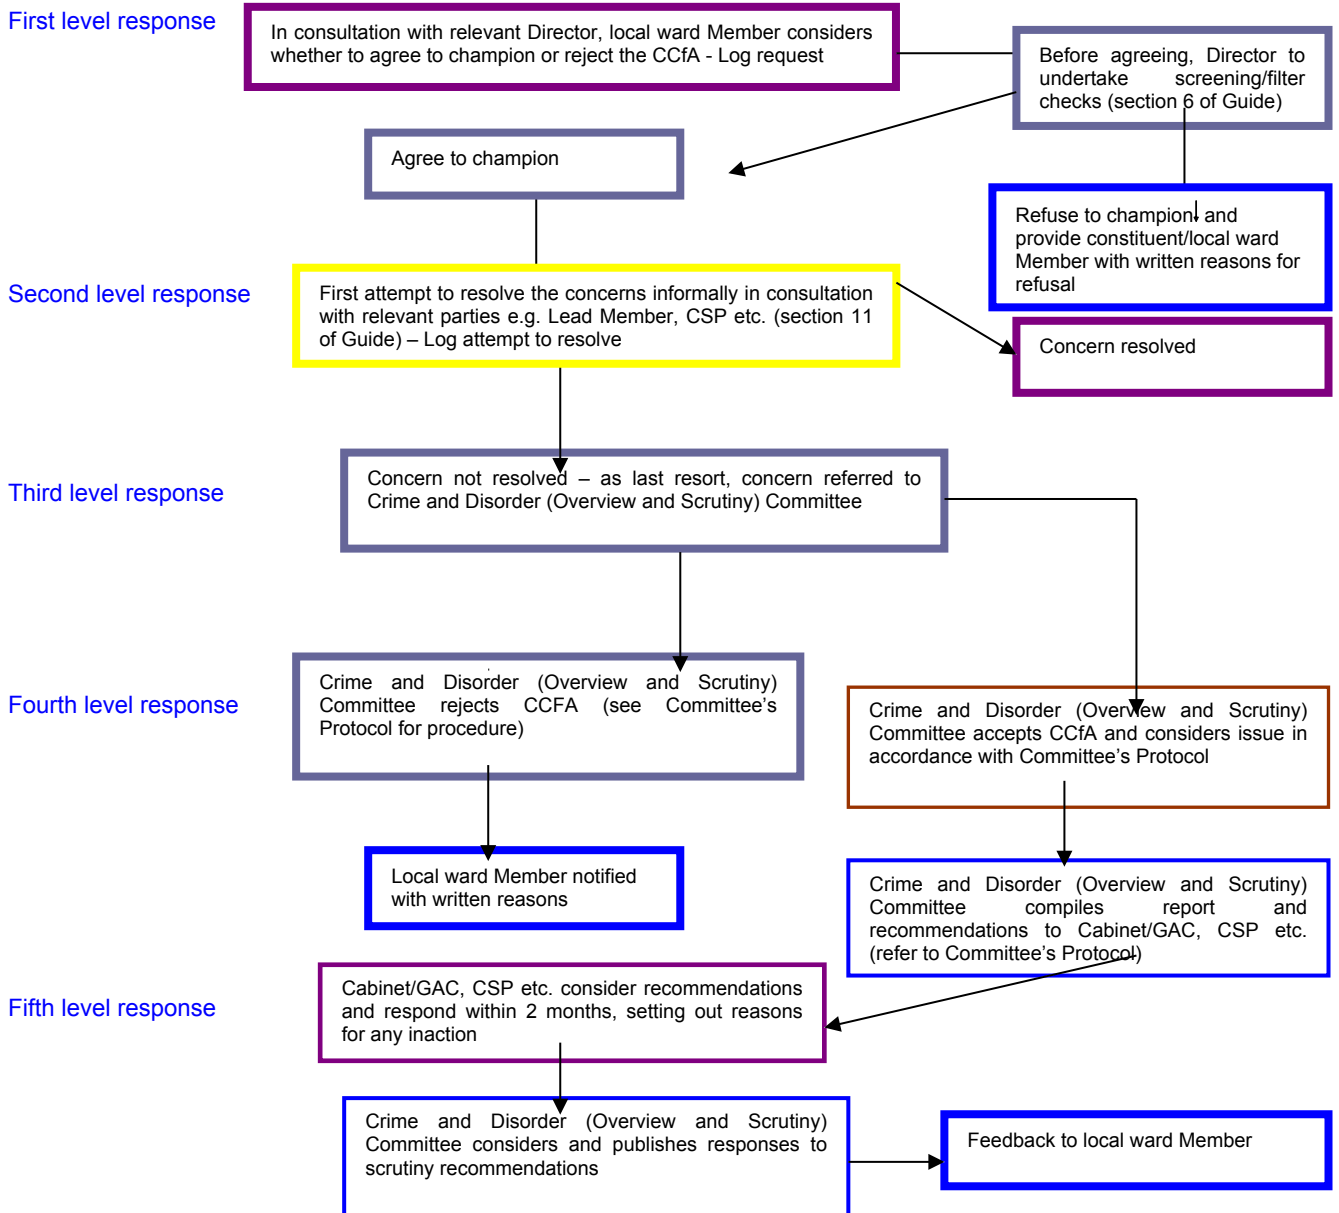 First level response
In consultation with relevant Director, local ward Member considers
whether to agree to champion or reject the CCfA - Log request
Before agreeing, Director to
undertake screening/filter
checks (section 6 of Guide)
Agree to champion
Refuse to champion and
provide constituent/local ward
Member with written reasons for
refusal
Second level response
First attempt to resolve the concerns informally in consultation
with relevant parties e.g. Lead Member, CSP etc. (section 11
of Guide) – Log attempt to resolve
Concern resolved
Third level response
Concern not resolved – as last resort, concern referred to
Crime and Disorder (Overview and Scrutiny) Committee
Fourth level response
Crime and Disorder (Overview and Scrutiny)
Committee rejects CCFA (see Committee’s
Protocol for procedure)
Crime and Disorder (Overview and Scrutiny)
Committee accepts CCfA and considers issue in
accordance with Committee’s Protocol
Local ward Member notified
with written reasons
Crime and Disorder (Overview and Scrutiny)
Committee compiles report and
recommendations to Cabinet/GAC, CSP etc.
(refer to Committee’s Protocol)
Fifth level response
Cabinet/GAC, CSP etc. consider recommendations
and respond within 2 months, setting out reasons
for any inaction
Crime and Disorder (Overview and Scrutiny)
Committee considers and publishes responses to
scrutiny recommendations
Feedback to local ward Member